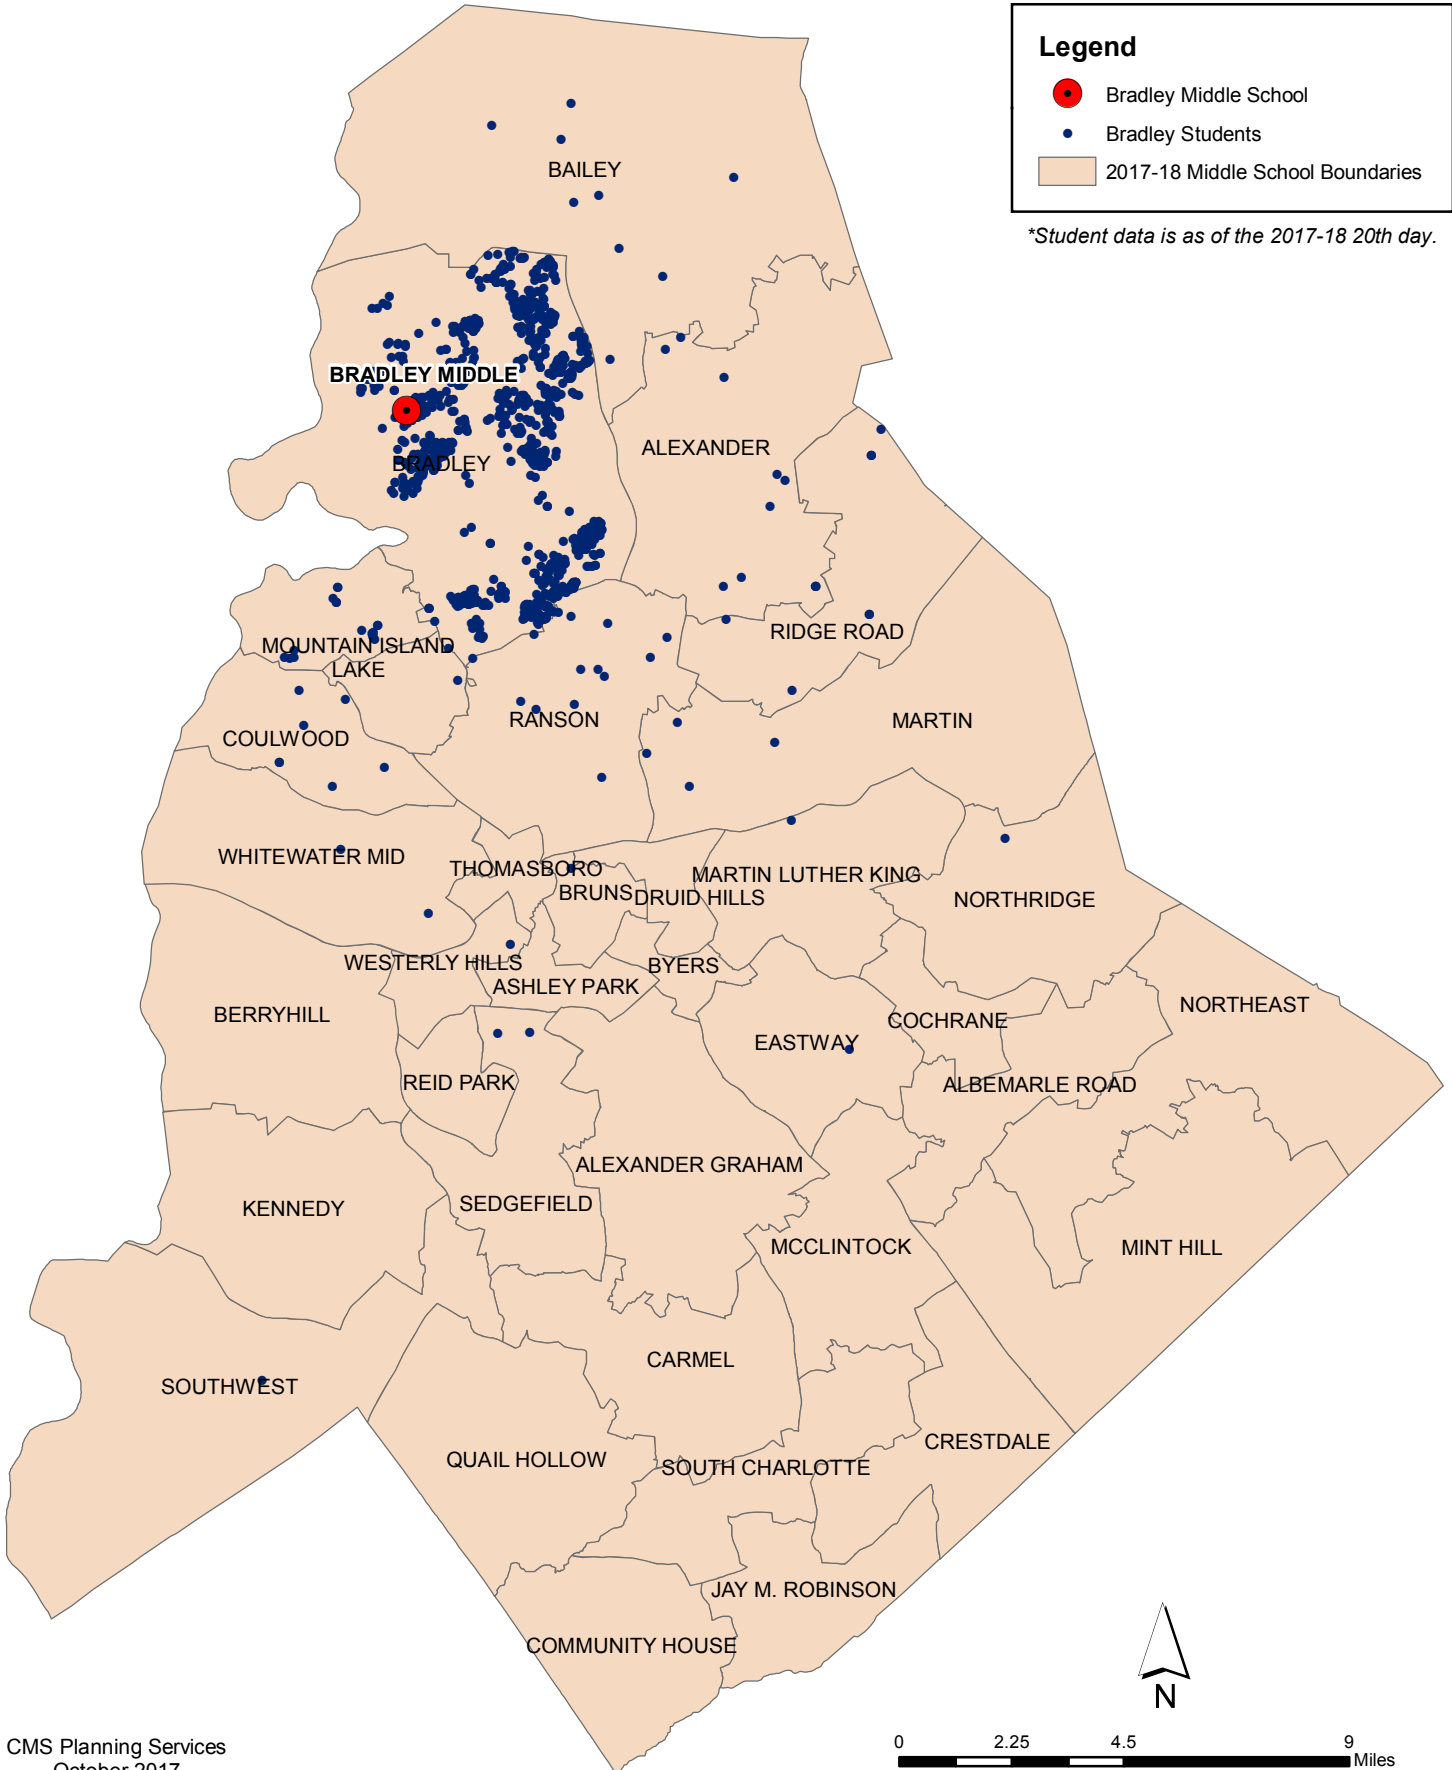 Legend
Bradley Middle School
Bradley Students
2017-18 Middle School Boundaries
*Student data is as of the 2017-18 20th day.
BAILEY
BRADLEY MIDDLE
ALEXANDER
BRADLEY
RIDGE ROAD
MOUNTAIN ISLAND
LAKE
RANSON
MARTIN
COULWOOD
WHITEWATER MID
THOMASBORO
MARTIN LUTHER KING
BRUNS
DRUID HILLS
NORTHRIDGE
WESTERLY HILLS
BYERS
ASHLEY PARK
NORTHEAST
BERRYHILL
COCHRANE
EASTWAY
REID PARK
ALBEMARLE ROAD
ALEXANDER GRAHAM
SEDGEFIELD
KENNEDY
MCCLINTOCK
MINT HILL
CARMEL
SOUTHWEST
CRESTDALE
QUAIL HOLLOW
SOUTH CHARLOTTE
JAY M. ROBINSON
COMMUNITY HOUSE
N
CMS Planning Services
October 2017
0 2.25 4.5 9
Miles